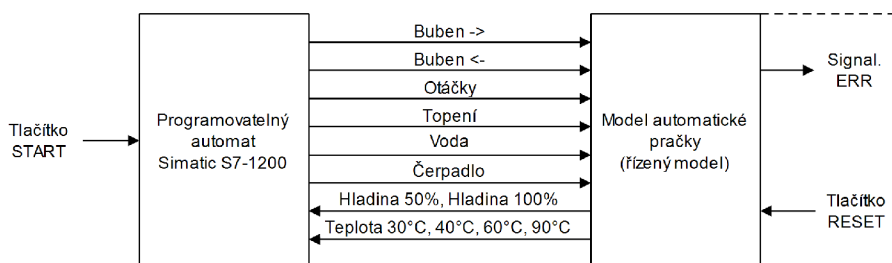 Buben ->
Buben <-
Otáčky
Topení
Voda
Čerpadlo
Hladina 50%, Hladina 100%
Teplota 30°C, 40°C, 60°C, 90°C
Tlačítko
START
Programovatelný
automat
Simatic S7-1200
Model automatické
pračky
(řízený model)
Signal.
ERR
Tlačítko
RESET